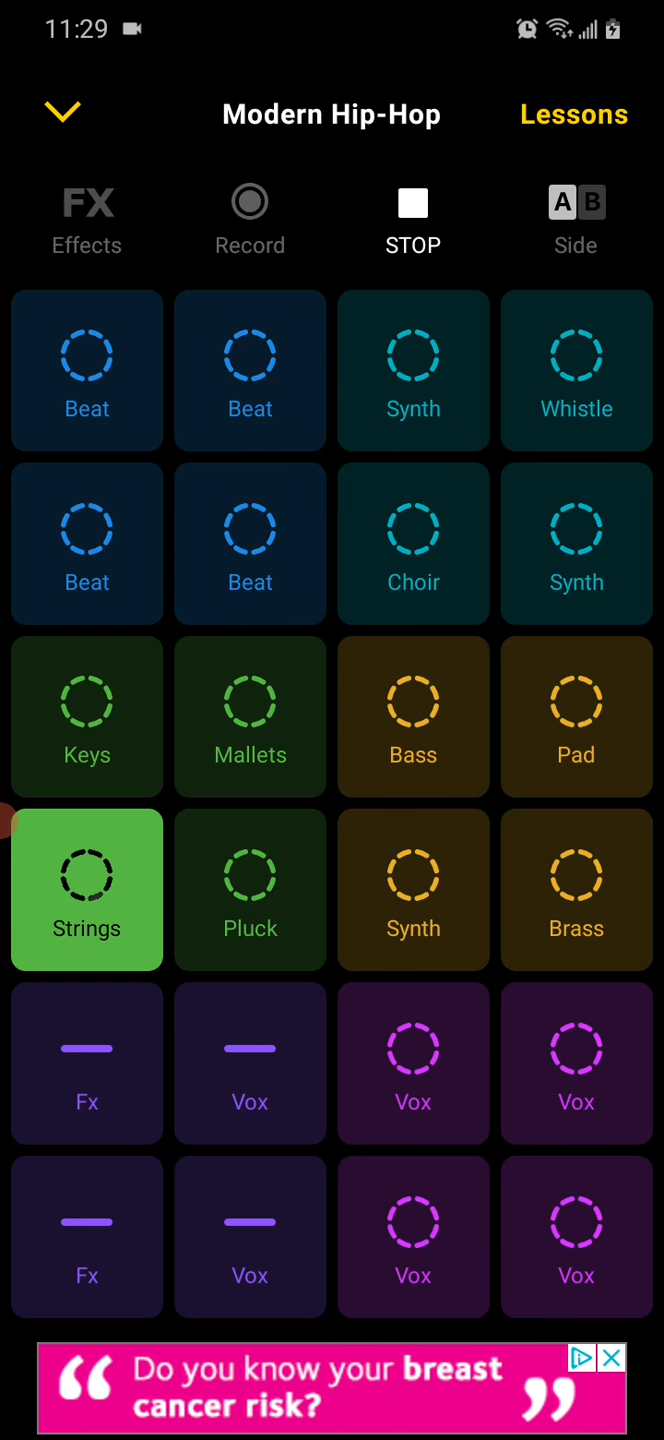 11:29
Modern Hip-Hop Lessons
FX A B
Effects Record STOP Side
Beat Beat Synth Whistle
Beat Beat Choir Synth
Keys Mallets Bass Pad
Strings Pluck Synth Brass
Fx Vox Vox Vox
Fx Vox Vox Vox
“ Do you know your breast
cancer risk? ”